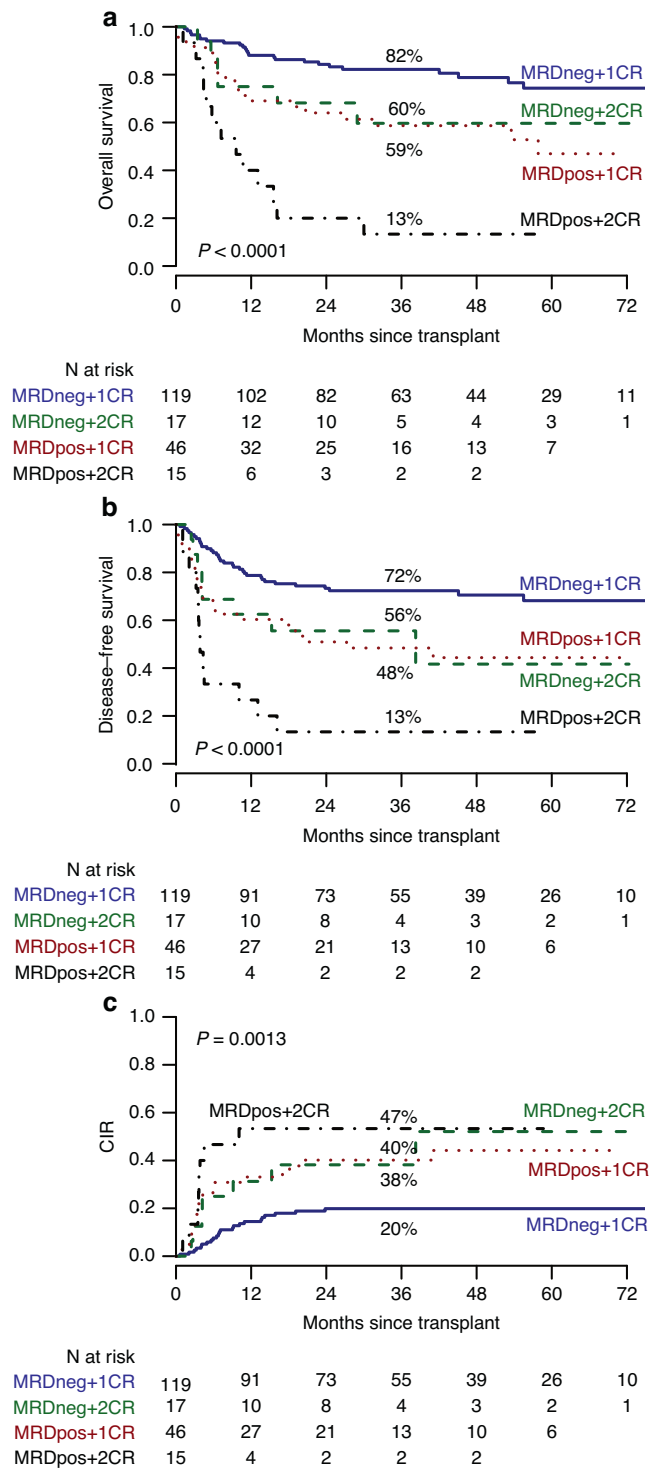 a
1.0
0.8
0.6
0.4
0.2
0.0
Overall survival
82%
MRDneg+1CR
60%
MRDneg+2CR
59%
MRDpos+1CR
13%
MRDpos+2CR
P < 0.0001
0 12 24 36 48 60 72
Months since transplant
N at risk
MRDneg+1CR 119 102 82 63 44 29 11
MRDneg+2CR 17 12 10 5 4 3 1
MRDpos+1CR 46 32 25 16 13 7
MRDpos+2CR 15 6 3 2 2
b
1.0
0.8
0.6
0.4
0.2
0.0
Disease–free survival
72%
MRDneg+1CR
56%
MRDpos+1CR
48%
MRDneg+2CR
13%
MRDpos+2CR
P < 0.0001
0 12 24 36 48 60 72
Months since transplant
N at risk
MRDneg+1CR 119 91 73 55 39 26 10
MRDneg+2CR 17 10 8 4 3 2 1
MRDpos+1CR 46 27 21 13 10 6
MRDpos+2CR 15 4 2 2 2
c
1.0
0.8
0.6
0.4
0.2
0.0
CIR
P = 0.0013
MRDpos+2CR
47%
MRDneg+2CR
40%
MRDpos+1CR
38%
20%
MRDneg+1CR
0 12 24 36 48 60 72
Months since transplant
N at risk
MRDneg+1CR 119 91 73 55 39 26 10
MRDneg+2CR 17 10 8 4 3 2 1
MRDpos+1CR 46 27 21 13 10 6
MRDpos+2CR 15 4 2 2 2